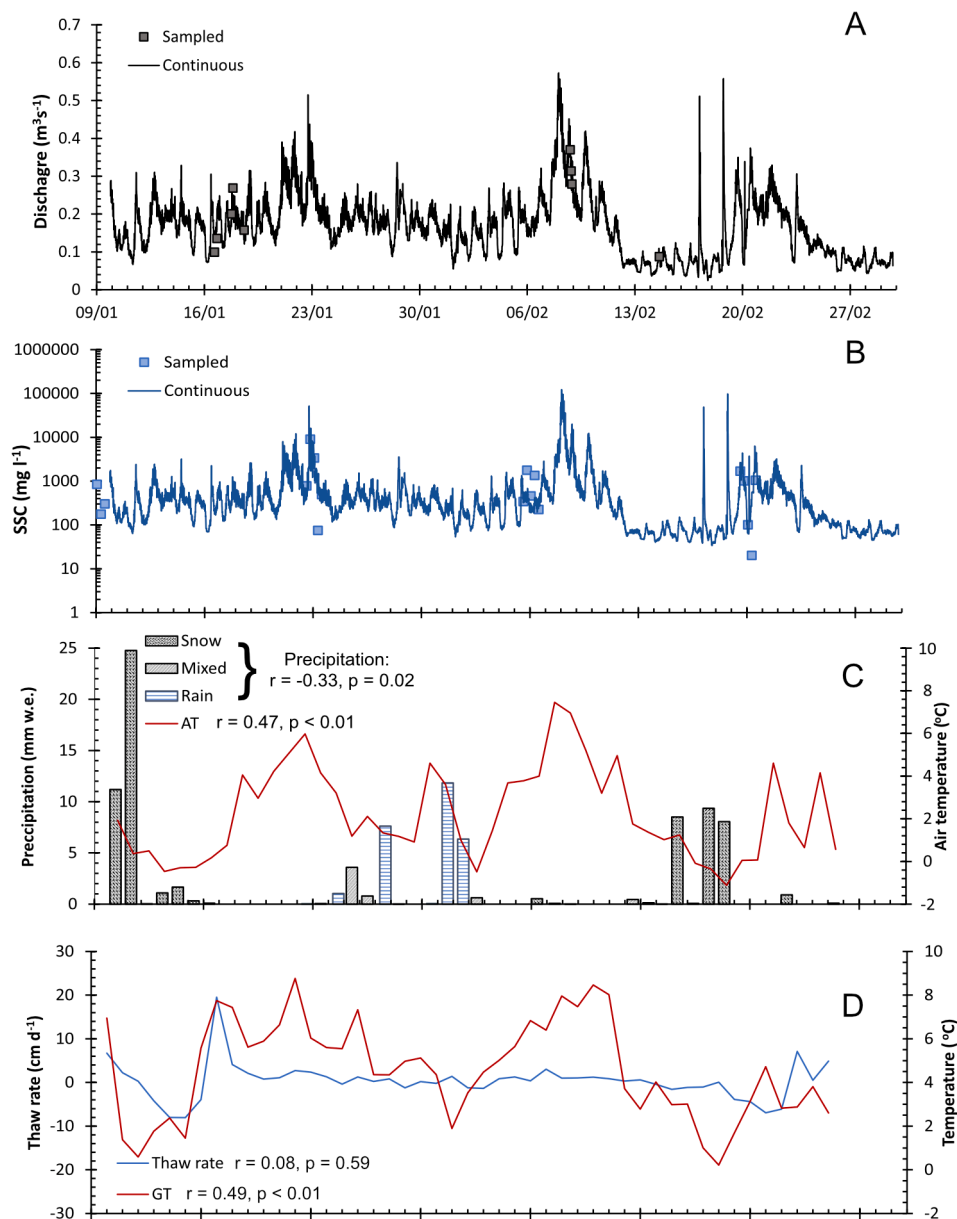 A
0.7
0.6
0.5
0.4
0.3
0.2
0.1
0
Dischagre (m³s⁻¹)
Sampled
Continuous
09/01 16/01 23/01 30/01 06/02 13/02 20/02 27/02
B
1000000
100000
10000
1000
100
10
1
SSC (mg l⁻¹)
Sampled
Continuous
C
25
20
15
10
5
0
Precipitation (mm w.e.)
Snow
Mixed
Rain
Precipitation:
r = -0.33, p = 0.02
AT r = 0.47, p < 0.01
10
8
6
4
2
0
-2
Air temperature (°C)
D
30
20
10
0
-10
-20
-30
Thaw rate (cm d⁻¹)
Thaw rate r = 0.08, p = 0.59
GT r = 0.49, p < 0.01
10
8
6
4
2
0
-2
Temperature (°C)